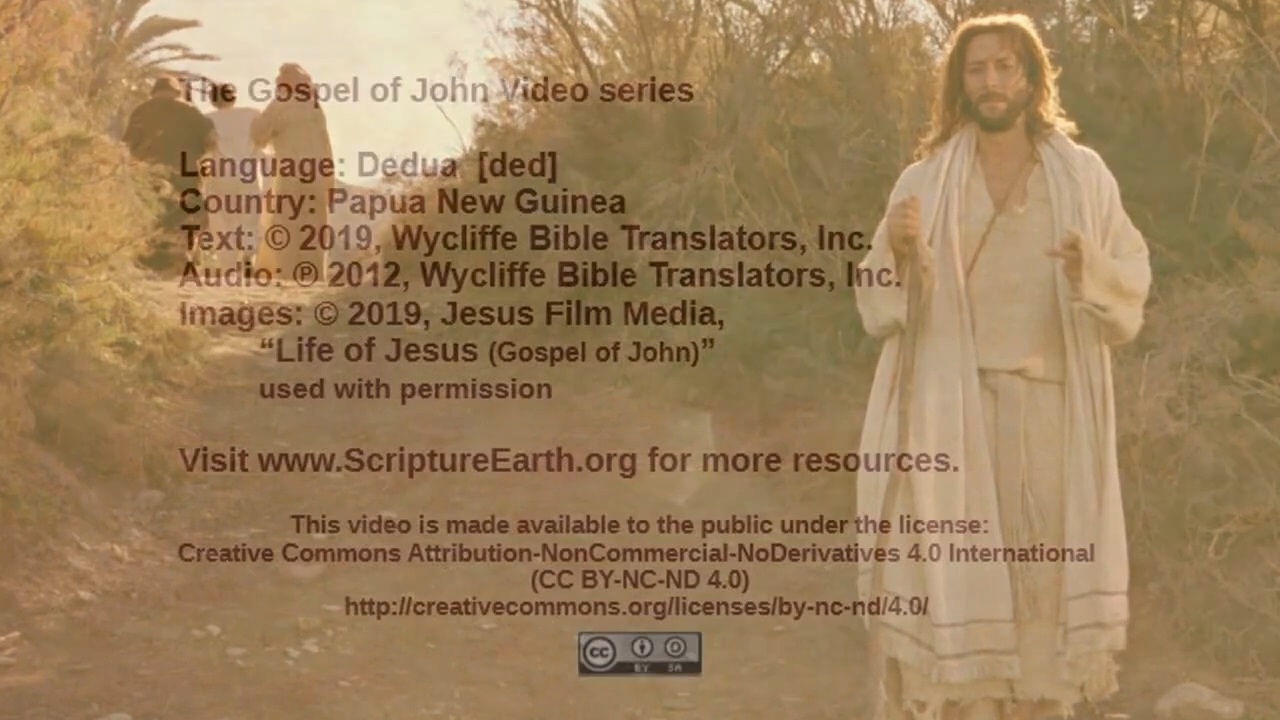 The Gospel of John Video series
Language: Dedua [ded]
Country: Papua New Guinea
Text: © 2019, Wycliffe Bible Translators, Inc.
Audio: ℗ 2012, Wycliffe Bible Translators, Inc.
Images: © 2019, Jesus Film Media,
“Life of Jesus (Gospel of John)”
used with permission
Visit www.ScriptureEarth.org for more resources.
This video is made available to the public under the license:
Creative Commons Attribution-NonCommercial-NoDerivatives 4.0 International
(CC BY-NC-ND 4.0)
http://creativecommons.org/licenses/by-nc-nd/4.0/
cc BY SA